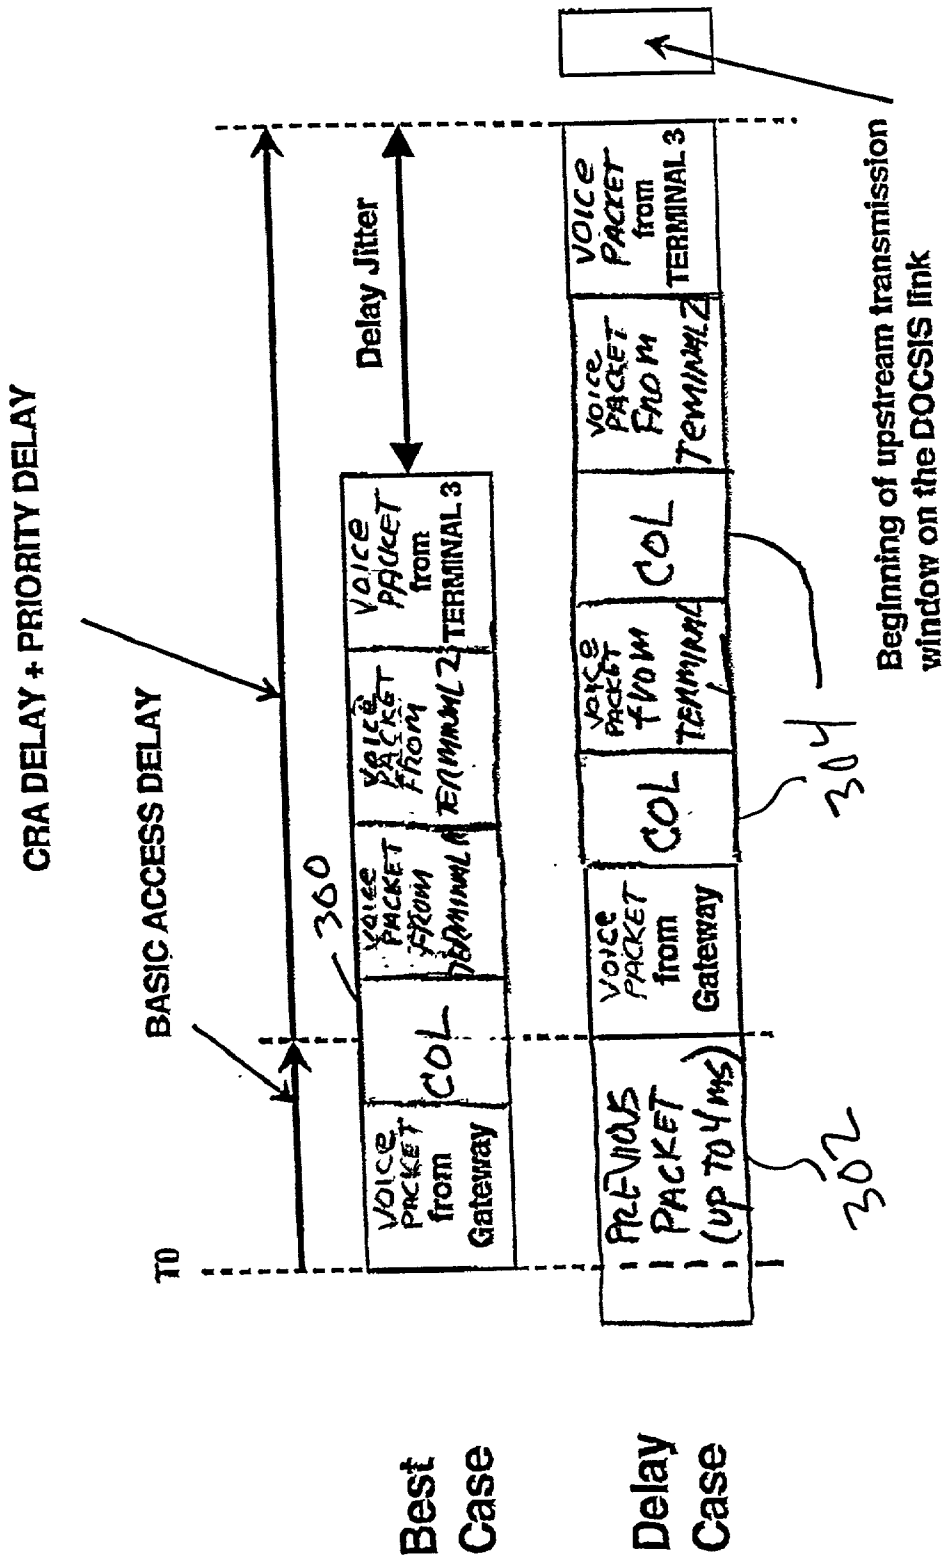 CRA DELAY + PRIORITY DELAY
BASIC ACCESS DELAY
T0
Delay Jitter
Best
Case
300
VOICE
PACKET
from
Gateway
COL
VOICE
PACKET
FROM
TERMINAL 1
VOICE
PACKET
FROM
TERMINAL 2
VOICE
PACKET
from
TERMINAL 3
Delay
Case
PREVIOUS
PACKET
(UP TO 4 ms)
302
VOICE
PACKET
from
Gateway
COL
VOICE
PACKET
from
TERMINAL
1
COL
304
VOICE
PACKET
FROM
TERMINAL 2
VOICE
PACKET
from
TERMINAL 3
Beginning of upstream transmission
window on the DOCSIS link